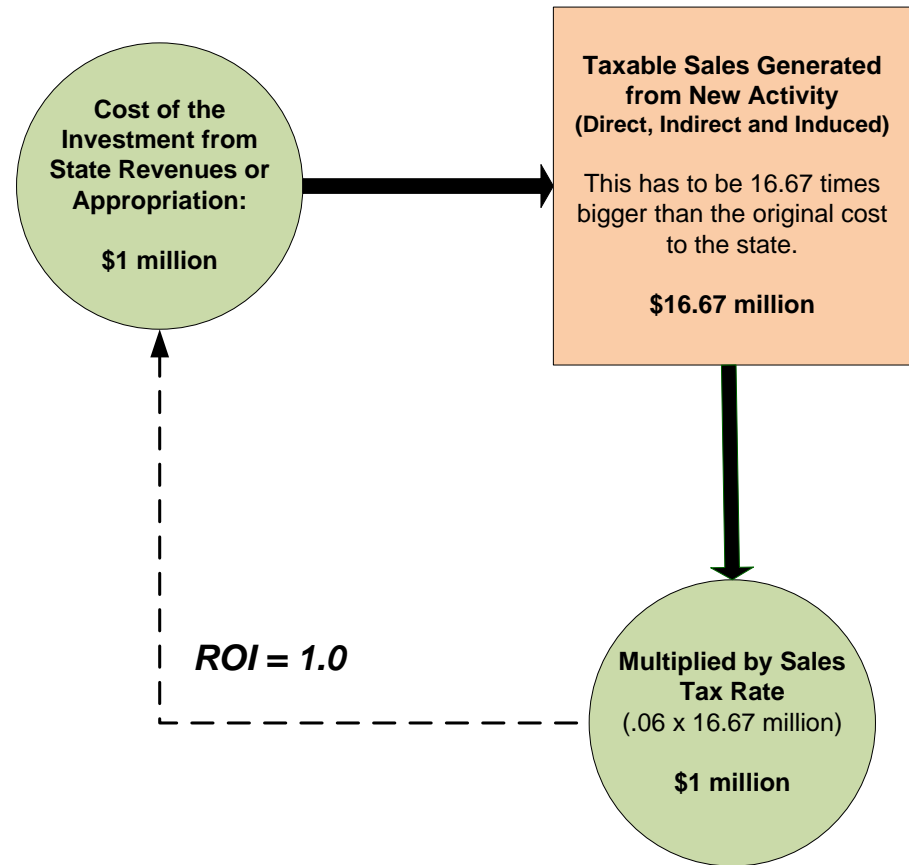 Cost of the
Investment from
State Revenues or
Appropriation:
$1 million
Taxable Sales Generated
from New Activity
(Direct, Indirect and Induced)
This has to be 16.67 times
bigger than the original cost
to the state.
$16.67 million
Multiplied by Sales
Tax Rate
(.06 x 16.67 million)
$1 million
ROI = 1.0